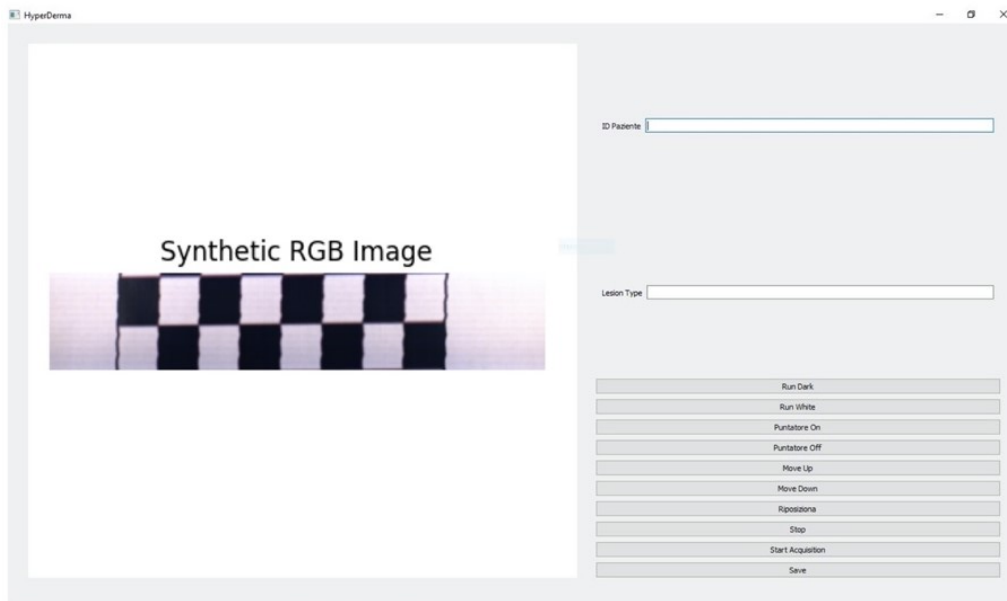 HyperDerma
Synthetic RGB Image
ID Paziente
Lesion Type
Run Dark
Run White
Puntatore On
Puntatore Off
Move Up
Move Down
Riposiziona
Stop
Start Acquisition
Save